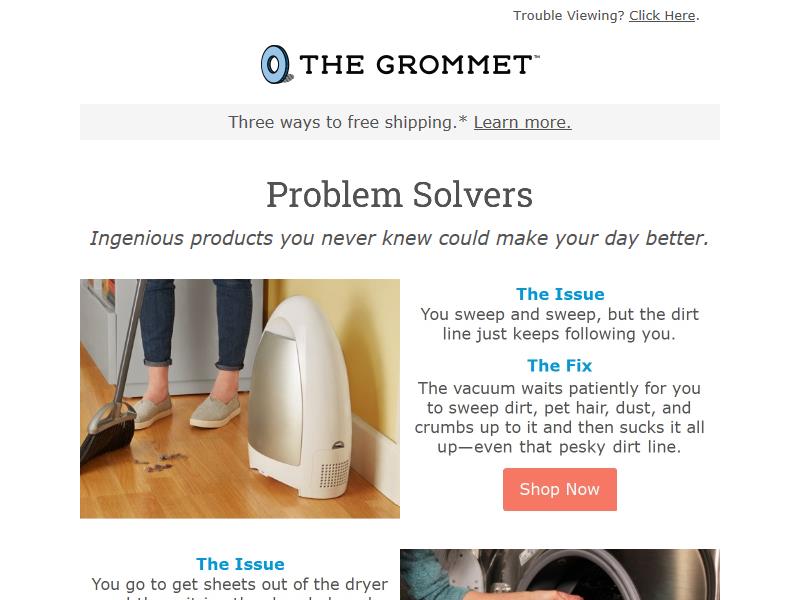 Trouble Viewing? Click Here.
THE GROMMET™
Three ways to free shipping.* Learn more.
Problem Solvers
Ingenious products you never knew could make your day better.
The Issue
You sweep and sweep, but the dirt
line just keeps following you.
The Fix
The vacuum waits patiently for you
to sweep dirt, pet hair, dust, and
crumbs up to it and then sucks it all
up—even that pesky dirt line.
Shop Now
The Issue
You go to get sheets out of the dryer